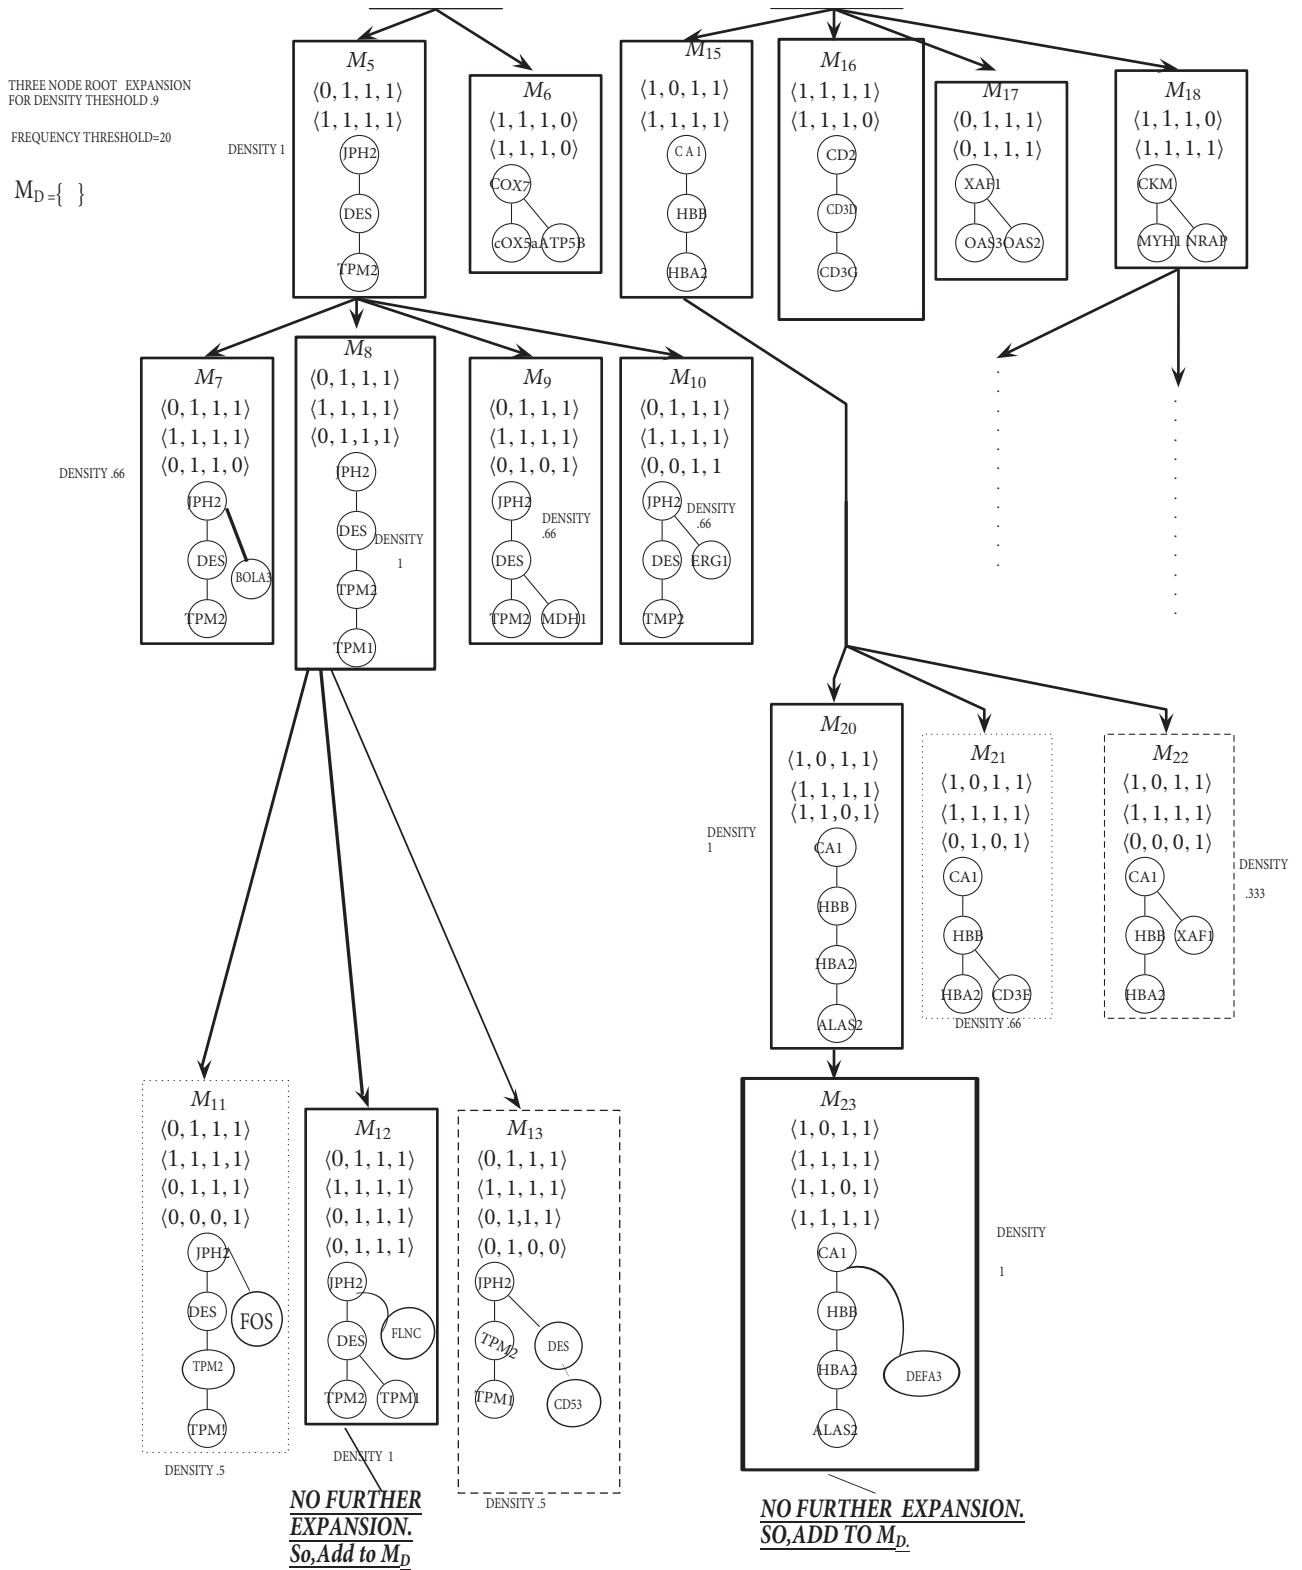 THREE NODE ROOT EXPANSION
FOR DENSITY THESHOLD .9
FREQUENCY THRESHOLD=20
M_D ={ }
DENSITY 1
M5
⟨0, 1, 1, 1⟩
⟨1, 1, 1, 1⟩
JPH2
DES
TPM2
M6
⟨1, 1, 1, 0⟩
⟨1, 1, 1, 0⟩
COX7
cOX5a
ATP5B
M15
⟨1, 0, 1, 1⟩
⟨1, 1, 1, 1⟩
CA1
HBB
HBA2
M16
⟨1, 1, 1, 1⟩
⟨1, 1, 1, 0⟩
CD2
CD3D
CD3G
M17
⟨0, 1, 1, 1⟩
⟨0, 1, 1, 1⟩
XAF1
OAS3
OAS2
M18
⟨1, 1, 1, 0⟩
⟨1, 1, 1, 1⟩
CKM
MYH1
NRAP
M7
⟨0, 1, 1, 1⟩
⟨1, 1, 1, 1⟩
⟨0, 1, 1, 0⟩
DENSITY .66
JPH2
DES
BOLA3
TPM2
M8
⟨0, 1, 1, 1⟩
⟨1, 1, 1, 1⟩
⟨0, 1, 1, 1⟩
JPH2
DES
DENSITY
1
TPM2
TPM1
M9
⟨0, 1, 1, 1⟩
⟨1, 1, 1, 1⟩
⟨0, 1, 0, 1⟩
JPH2
DENSITY
.66
DES
TPM2
MDH1
M10
⟨0, 1, 1, 1⟩
⟨1, 1, 1, 1⟩
⟨0, 0, 1, 1
JPH2
DENSITY
.66
DES
ERG1
TMP2
M20
⟨1, 0, 1, 1⟩
⟨1, 1, 1, 1⟩
⟨1, 1, 0, 1⟩
DENSITY
1
CA1
HBB
HBA2
ALAS2
M21
⟨1, 0, 1, 1⟩
⟨1, 1, 1, 1⟩
⟨0, 1, 0, 1⟩
CA1
HBB
HBA2
CD3E
DENSITY .66
M22
⟨1, 0, 1, 1⟩
⟨1, 1, 1, 1⟩
⟨0, 0, 0, 1⟩
DENSITY
.333
CA1
HBB
XAF1
HBA2
M11
⟨0, 1, 1, 1⟩
⟨1, 1, 1, 1⟩
⟨0, 1, 1, 1⟩
⟨0, 0, 0, 1⟩
JPH2
DES
FOS
TPM2
TPM!
DENSITY .5
M12
⟨0, 1, 1, 1⟩
⟨1, 1, 1, 1⟩
⟨0, 1, 1, 1⟩
⟨0, 1, 1, 1⟩
JPH2
FLNC
DES
TPM2
TPM1
DENSITY 1
NO FURTHER
EXPANSION.
So,Add to M_D
M13
⟨0, 1, 1, 1⟩
⟨1, 1, 1, 1⟩
⟨0, 1,1, 1⟩
⟨0, 1, 0, 0⟩
JPH2
TPM2
DES
TPM1
CD53
DENSITY .5
M23
⟨1, 0, 1, 1⟩
⟨1, 1, 1, 1⟩
⟨1, 1, 0, 1⟩
⟨1, 1, 1, 1⟩
DENSITY
1
CA1
HBB
HBA2
DEFA3
ALAS2
NO FURTHER EXPANSION.
SO,ADD TO M_D.